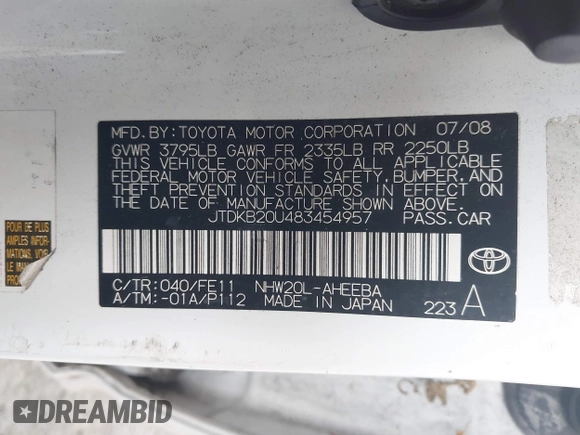 MFD. BY: TOYOTA MOTOR CORPORATION 07/08
GVWR 3795LB GAWR FR 2335LB RR 2250LB
THIS VEHICLE CONFORMS TO ALL APPLICABLE
FEDERAL MOTOR VEHICLE SAFETY, BUMPER, AND
THEFT PREVENTION STANDARDS IN EFFECT ON
THE DATE OF MANUFACTURE SHOWN ABOVE.
JTDKB20U483454957 PASS. CAR
C/TR: 040/FE11 NHW20L-AHEEBA
A/TM: -01A/P112 MADE IN JAPAN 223 A
TOYOTA
POUR PLUS
AMPLES INFOR-
DREAMBID